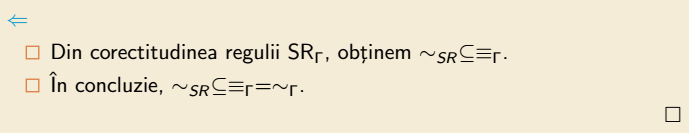 ⇐
□ Din corectitudinea regulii SR_Γ, obținem ∼_SR⊆≡_Γ.
□ În concluzie, ∼_SR⊆≡_Γ=∼_Γ.
□